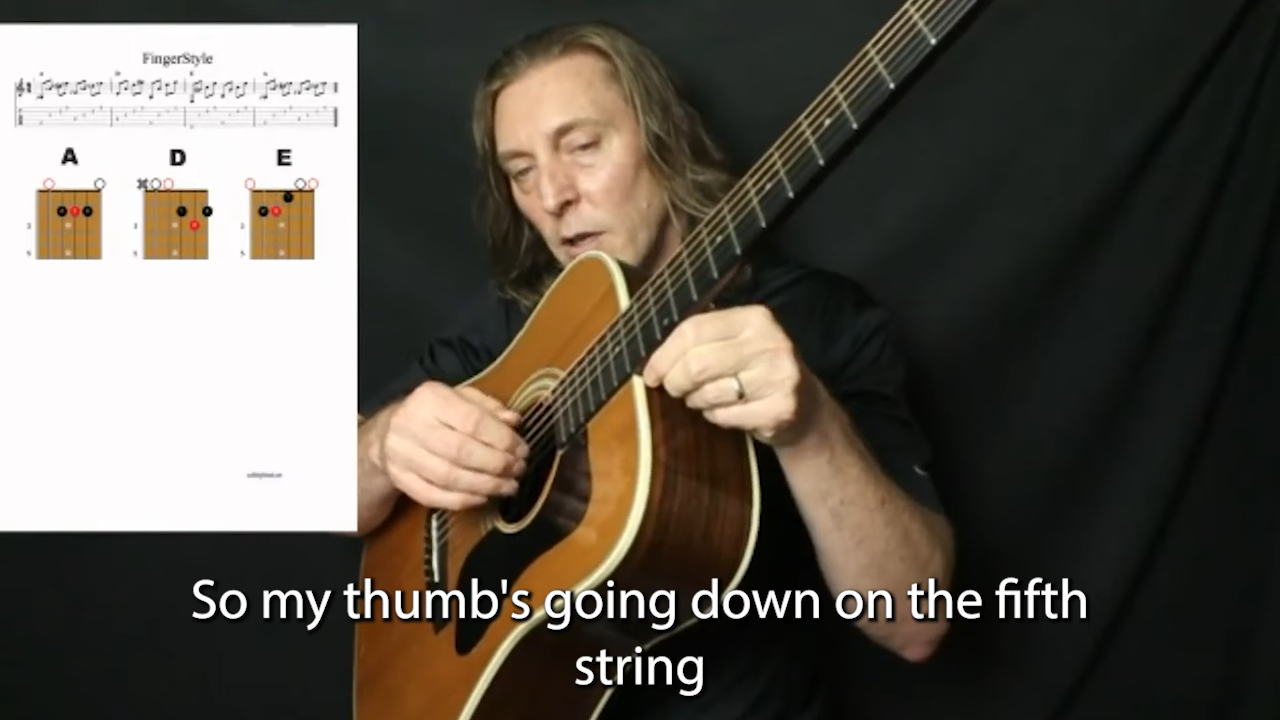 FingerStyle
A D E
So my thumb's going down on the fifth
string